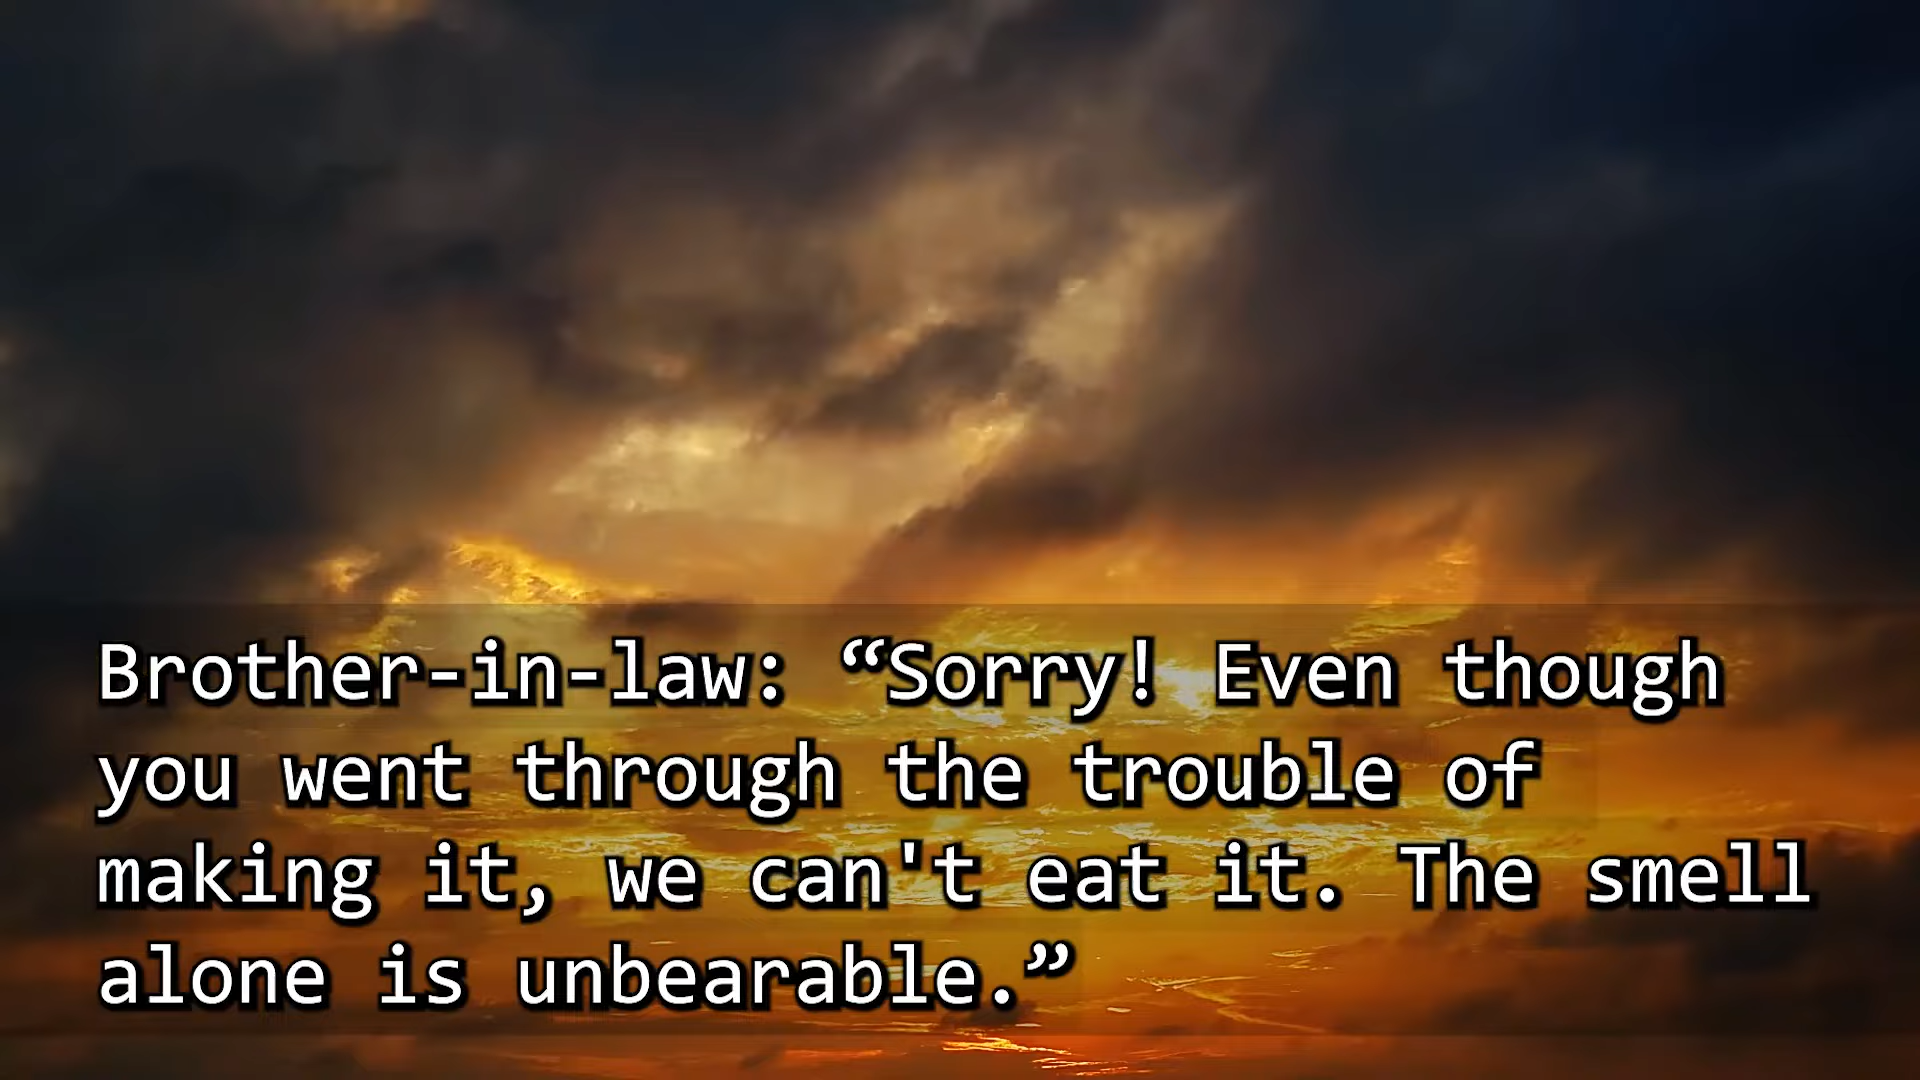 Brother-in-law: “Sorry! Even though
you went through the trouble of
making it, we can't eat it. The smell
alone is unbearable.”